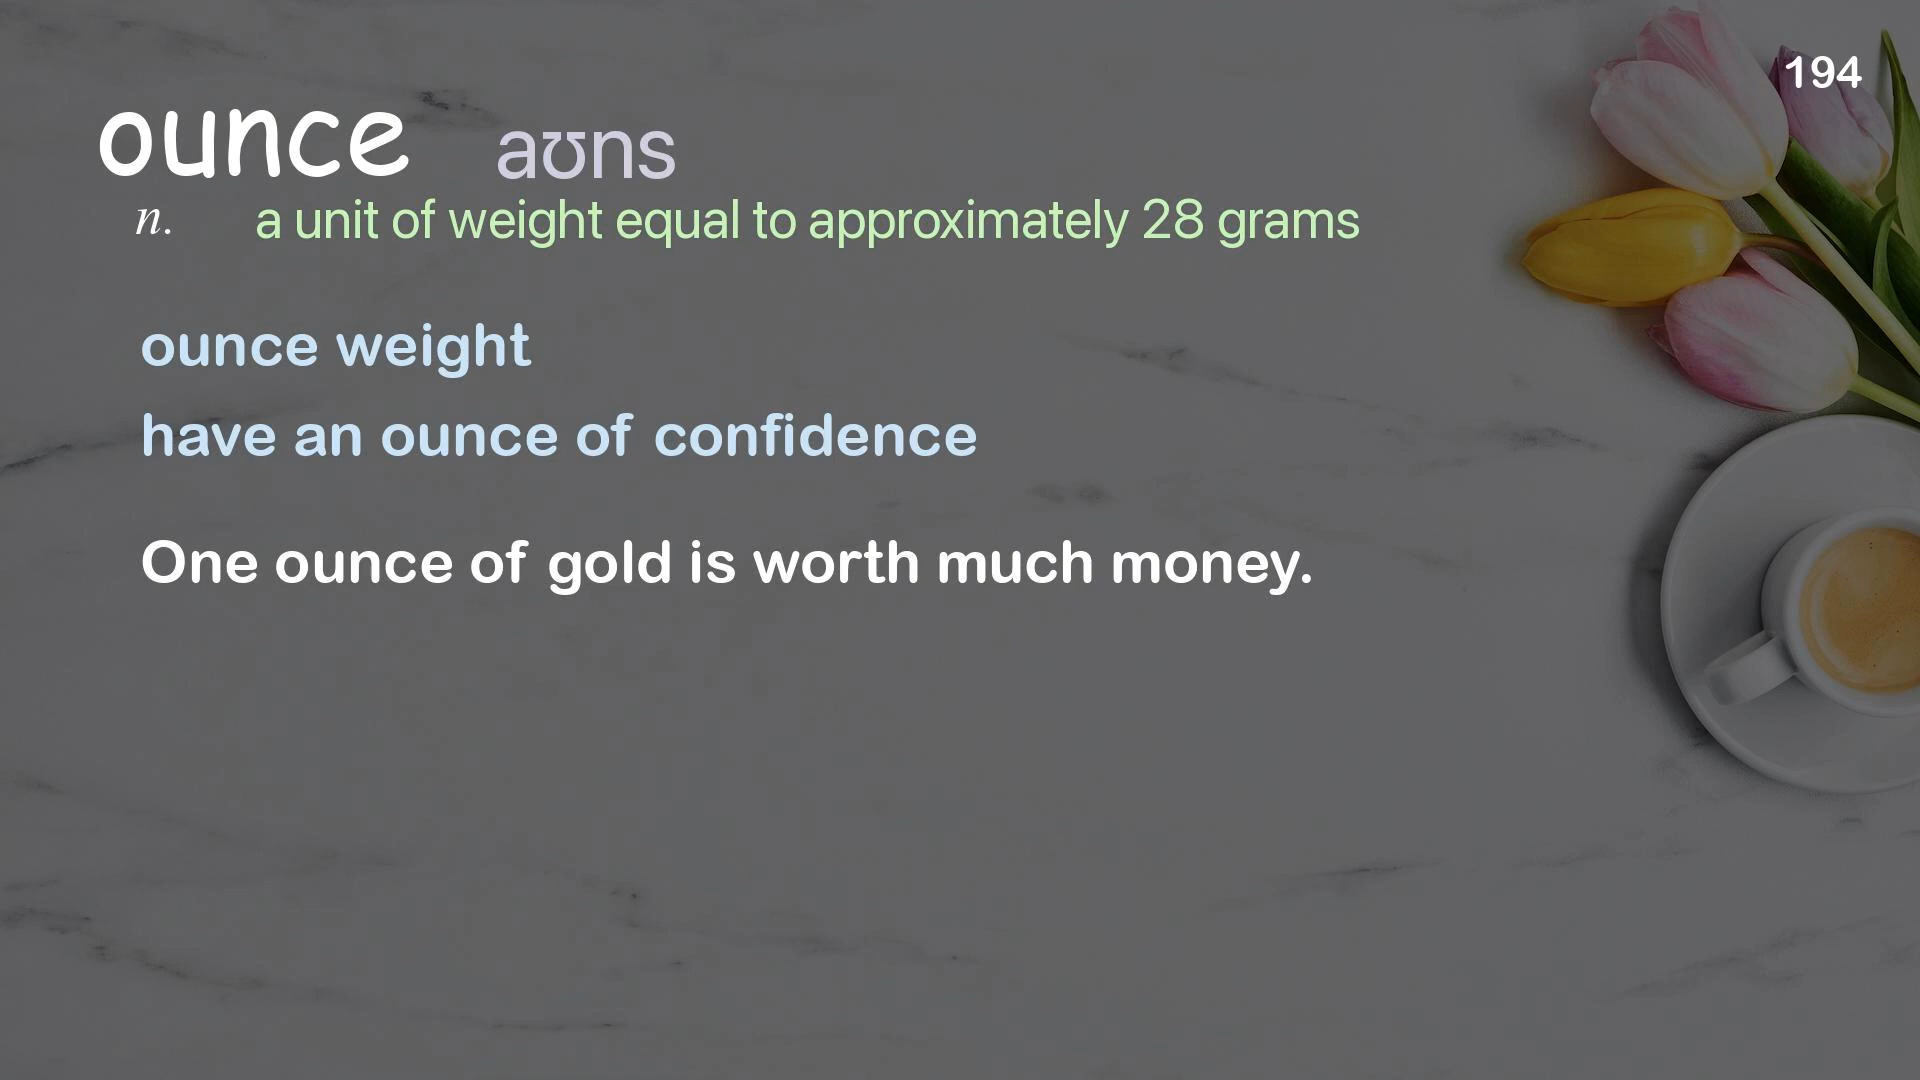 194
ounce aʊns
n. a unit of weight equal to approximately 28 grams
ounce weight
have an ounce of confidence
One ounce of gold is worth much money.